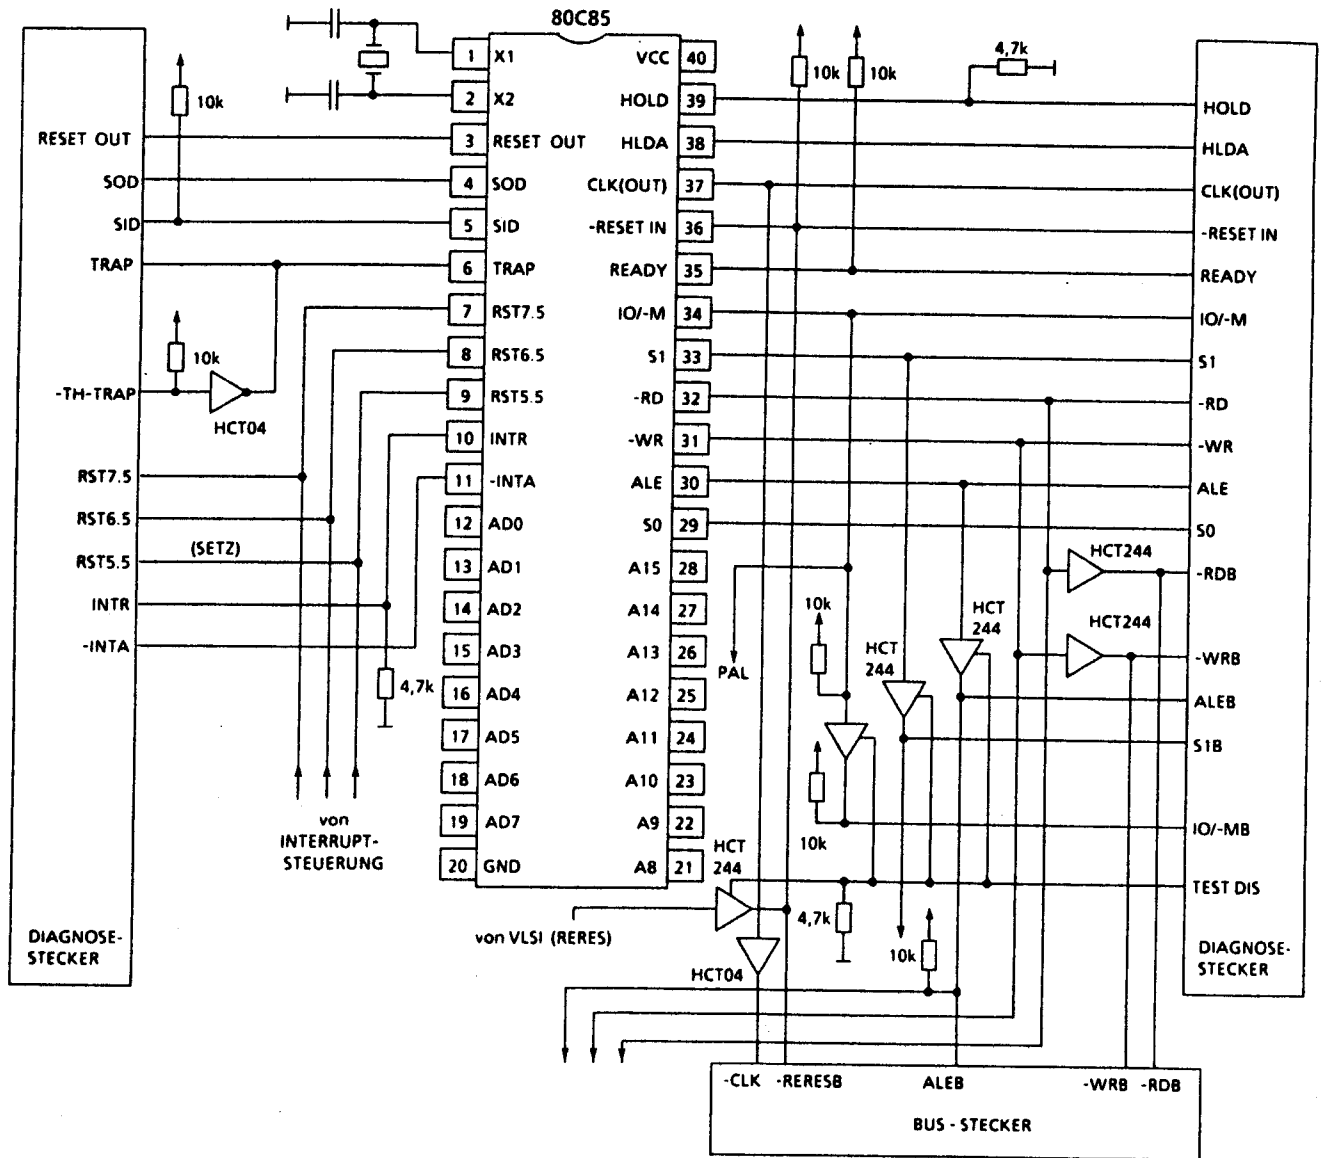 80C85
1 X1
2 X2
3 RESET OUT
4 SOD
5 SID
6 TRAP
7 RST7.5
8 RST6.5
9 RST5.5
10 INTR
11 -INTA
12 AD0
13 AD1
14 AD2
15 AD3
16 AD4
17 AD5
18 AD6
19 AD7
20 GND
VCC 40
HOLD 39
HLDA 38
CLK(OUT) 37
-RESET IN 36
READY 35
IO/-M 34
S1 33
-RD 32
-WR 31
ALE 30
S0 29
A15 28
A14 27
A13 26
A12 25
A11 24
A10 23
A9 22
A8 21
RESET OUT
SOD
SID
TRAP
-TH-TRAP
RST7.5
RST6.5
RST5.5
INTR
-INTA
DIAGNOSE-
STECKER
10k
10k
HCT04
(SETZ)
4,7k
von
INTERRUPT-
STEUERUNG
10k
10k
4,7k
HOLD
HLDA
CLK(OUT)
-RESET IN
READY
IO/-M
S1
-RD
-WR
ALE
S0
-RDB
-WRB
ALEB
S1B
IO/-MB
TEST DIS
DIAGNOSE-
STECKER
HCT244
HCT244
HCT
244
HCT
244
10k
PAL
10k
HCT
244
4,7k
10k
von VLSI (RERES)
HCT04
-CLK
-RERESB
ALEB
-WRB
-RDB
BUS - STECKER